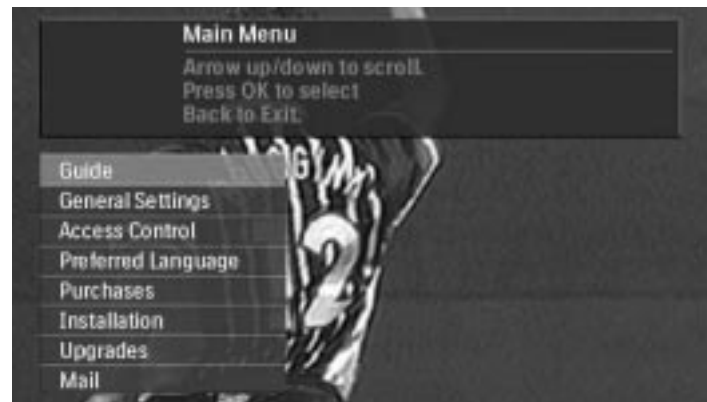 Main Menu
Arrow up/down to scroll.
Press OK to select
Back to Exit.
Guide
General Settings
Access Control
Preferred Language
Purchases
Installation
Upgrades
Mail
2